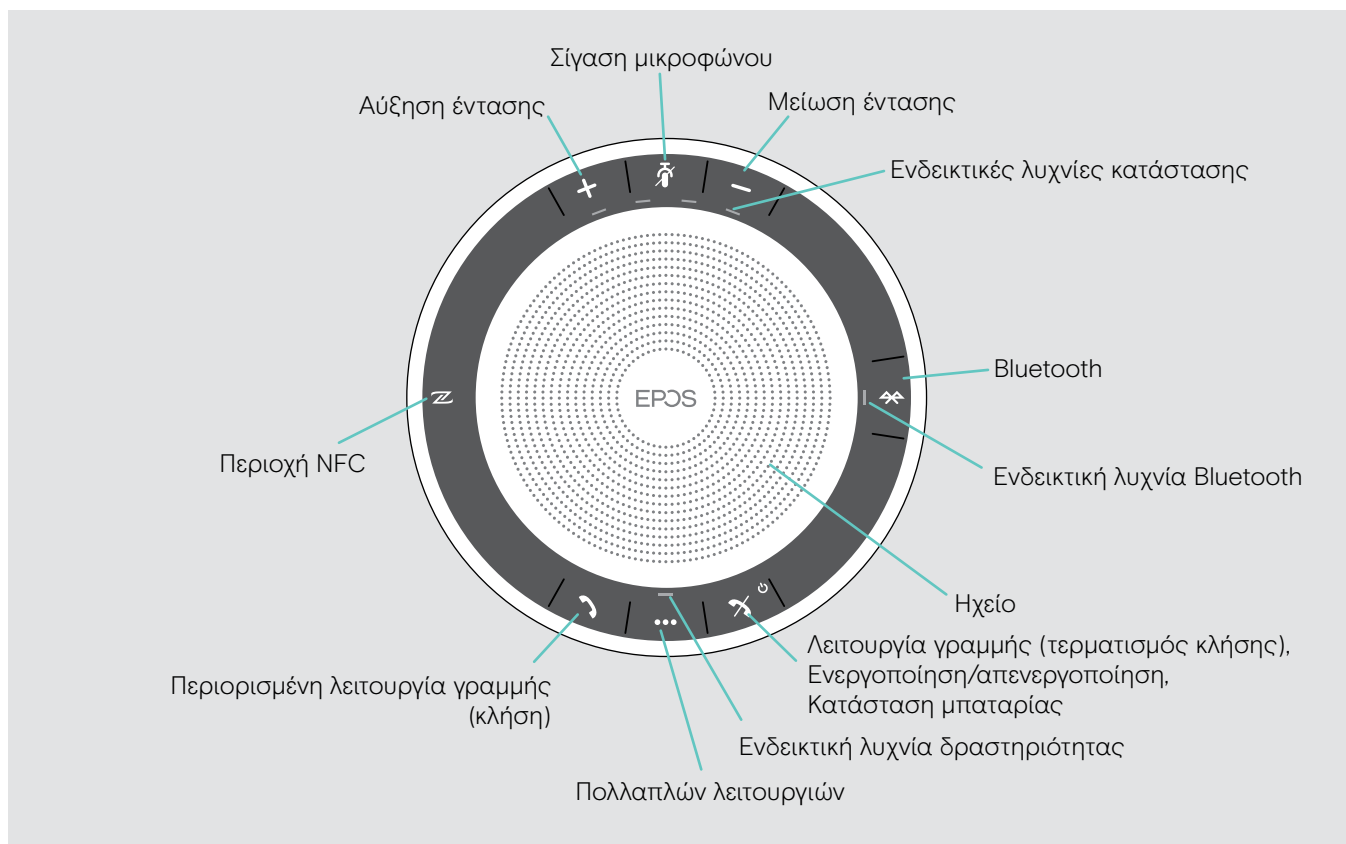 Σίγαση μικροφώνου
Αύξηση έντασης
Μείωση έντασης
Ενδεικτικές λυχνίες κατάστασης
Bluetooth
EPOS
Περιοχή NFC
Ενδεικτική λυχνία Bluetooth
Ηχείο
Λειτουργία γραμμής (τερματισμός κλήσης),
Ενεργοποίηση/απενεργοποίηση,
Κατάσταση μπαταρίας
Περιορισμένη λειτουργία γραμμής
(κλήση)
Ενδεικτική λυχνία δραστηριότητας
Πολλαπλών λειτουργιών